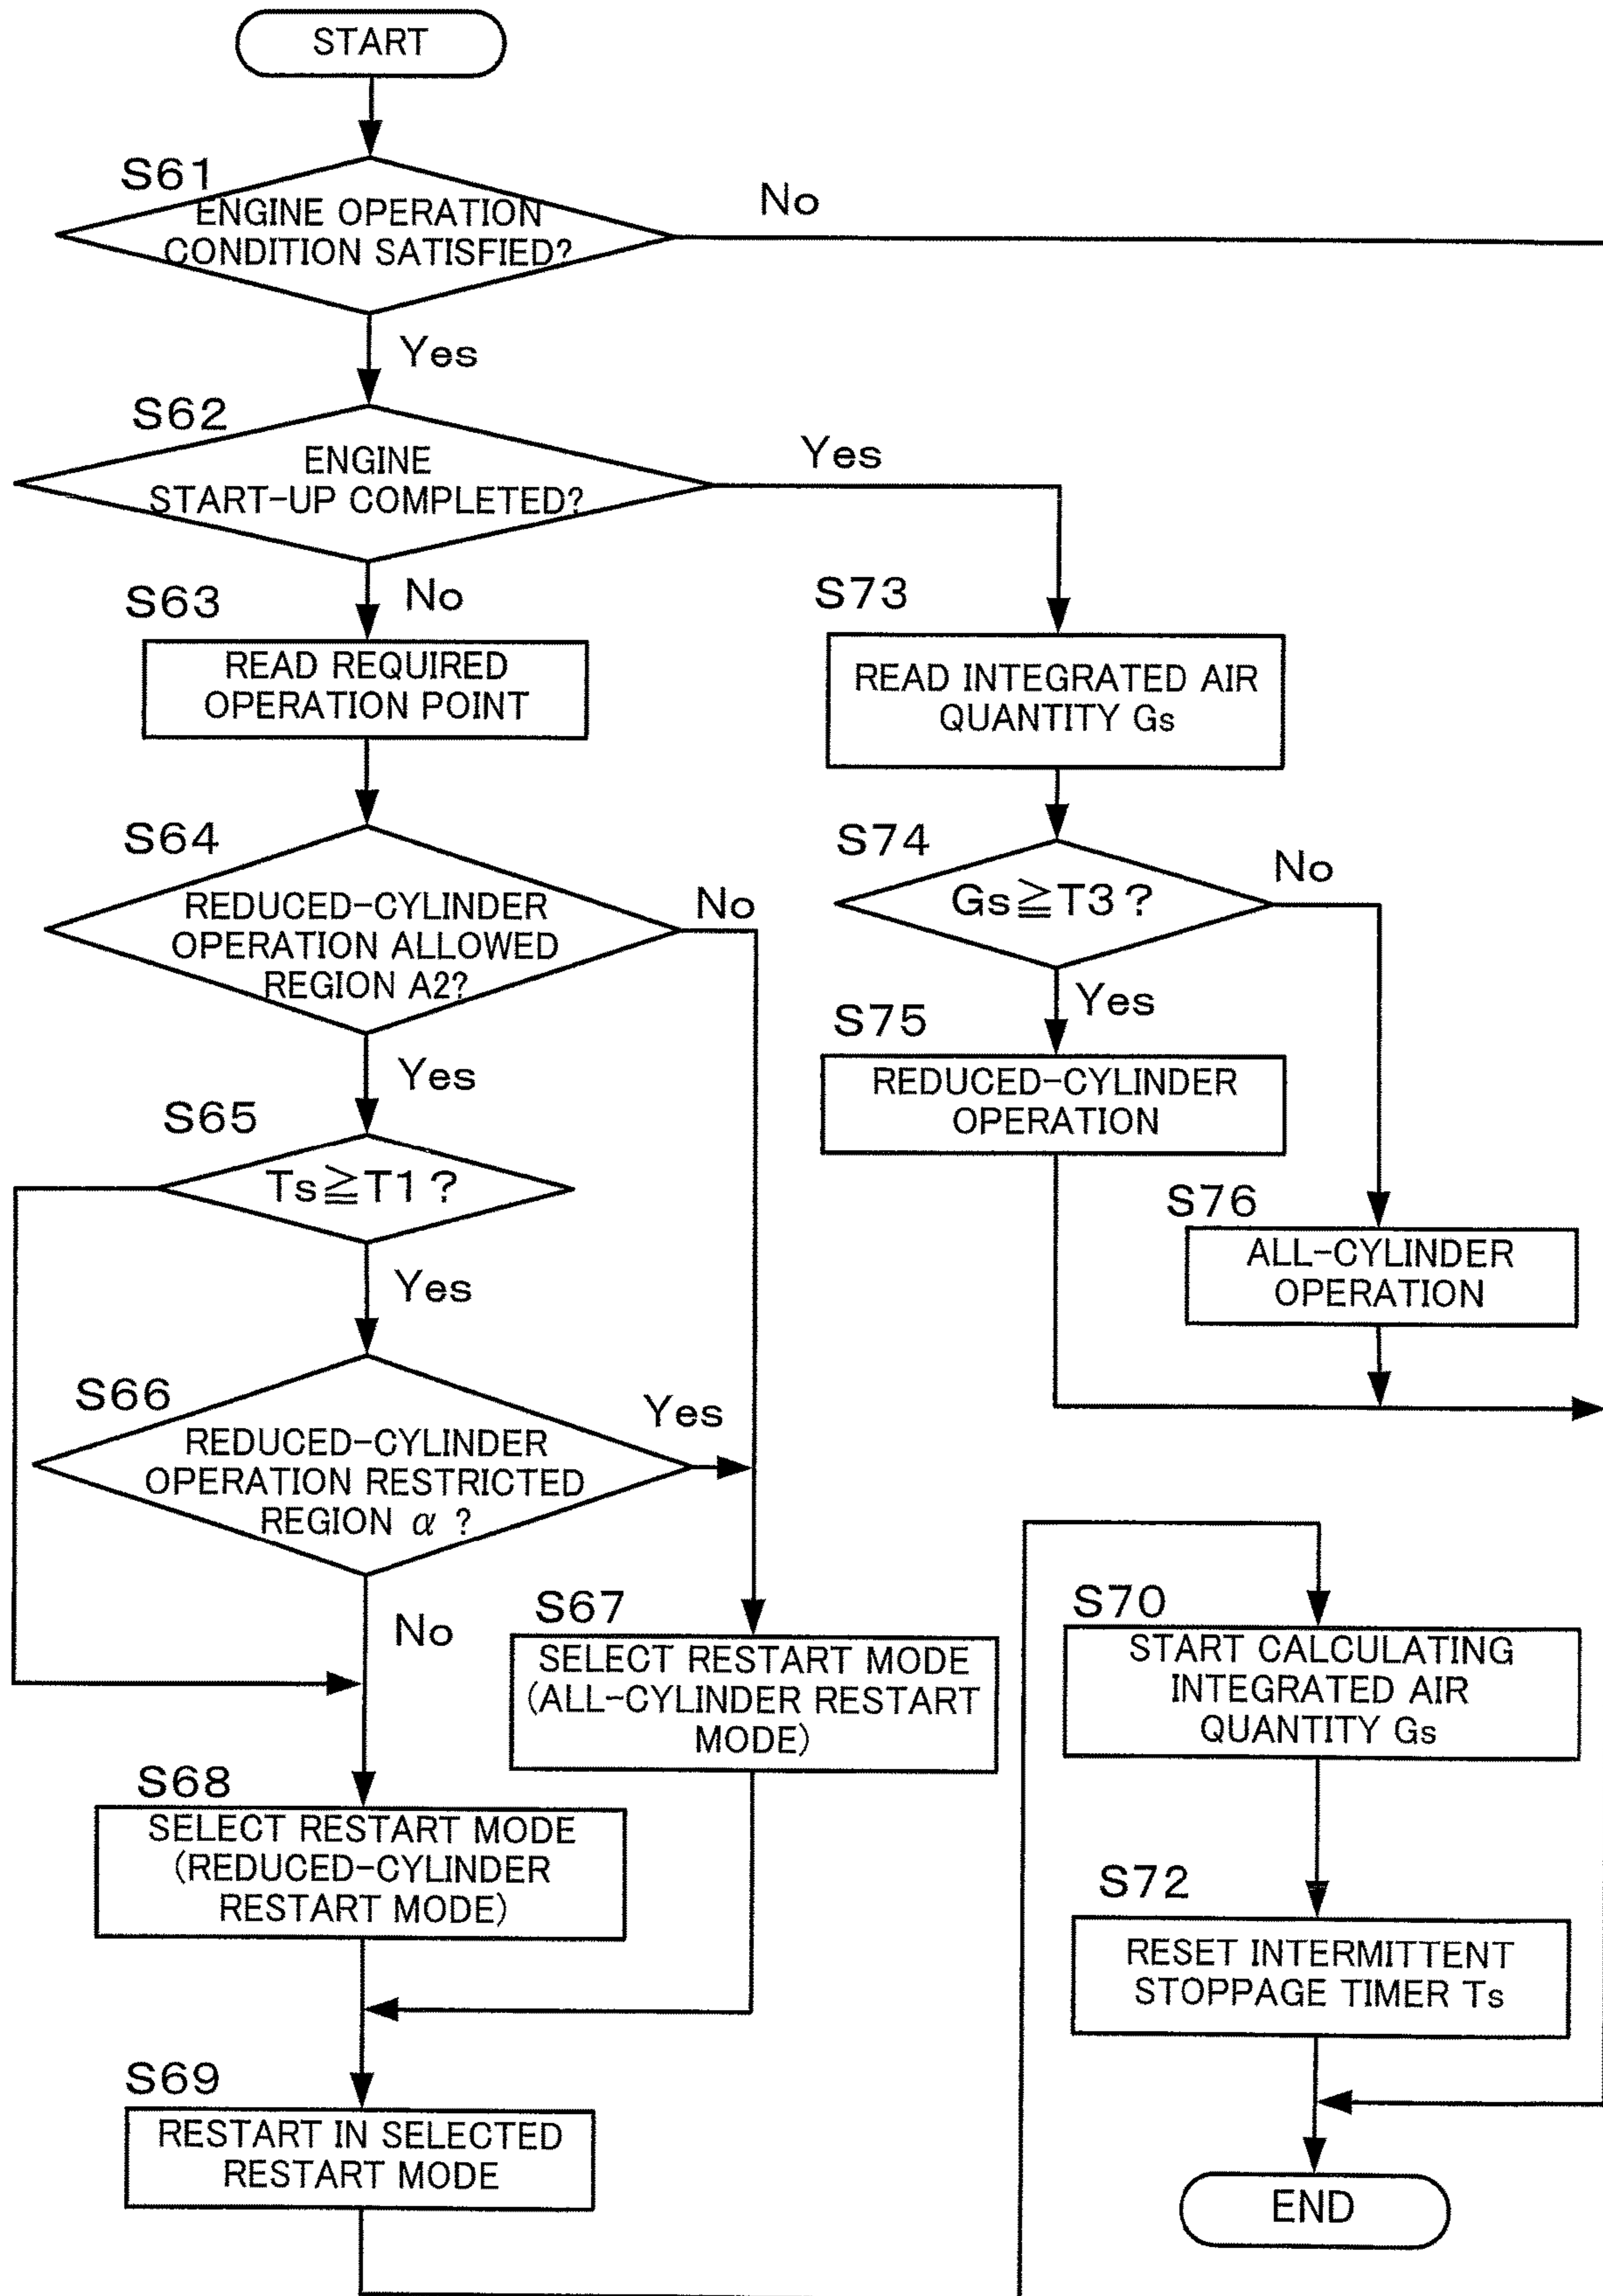 START
S61
ENGINE OPERATION
CONDITION SATISFIED?
No
Yes
S62
ENGINE
START-UP COMPLETED?
Yes
No
S63
READ REQUIRED
OPERATION POINT
S64
REDUCED-CYLINDER
OPERATION ALLOWED
REGION A2?
No
Yes
S65
Ts≧T1?
Yes
S66
REDUCED-CYLINDER
OPERATION RESTRICTED
REGION α ?
Yes
No
S67
SELECT RESTART MODE
(ALL-CYLINDER RESTART
MODE)
S68
SELECT RESTART MODE
(REDUCED-CYLINDER
RESTART MODE)
S69
RESTART IN SELECTED
RESTART MODE
S73
READ INTEGRATED AIR
QUANTITY Gs
S74
Gs≧T3?
No
Yes
S75
REDUCED-CYLINDER
OPERATION
S76
ALL-CYLINDER
OPERATION
S70
START CALCULATING
INTEGRATED AIR
QUANTITY Gs
S72
RESET INTERMITTENT
STOPPAGE TIMER Ts
END